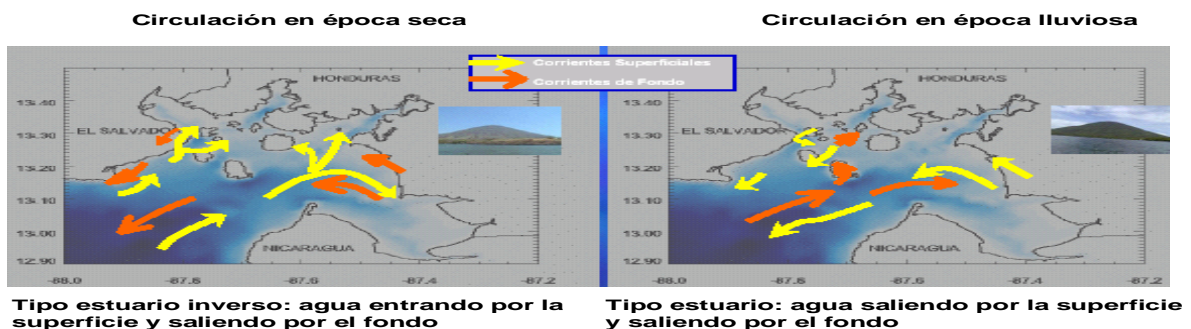 Circulación en época seca
Circulación en época lluviosa
Corrientes Superficiales
Corrientes de Fondo
HONDURAS
HONDURAS
13.40
13.40
EL SALVADOR
EL SALVADOR
13.30
13.30
13.20
13.20
13.10
13.10
13.00
13.00
NICARAGUA
NICARAGUA
12.90
12.90
-88.0
-87.8
-87.6
-87.4
-87.2
-88.0
-87.8
-87.6
-87.4
-87.2
Tipo estuario inverso: agua entrando por la
superficie y saliendo por el fondo
Tipo estuario: agua saliendo por la superficie
y saliendo por el fondo